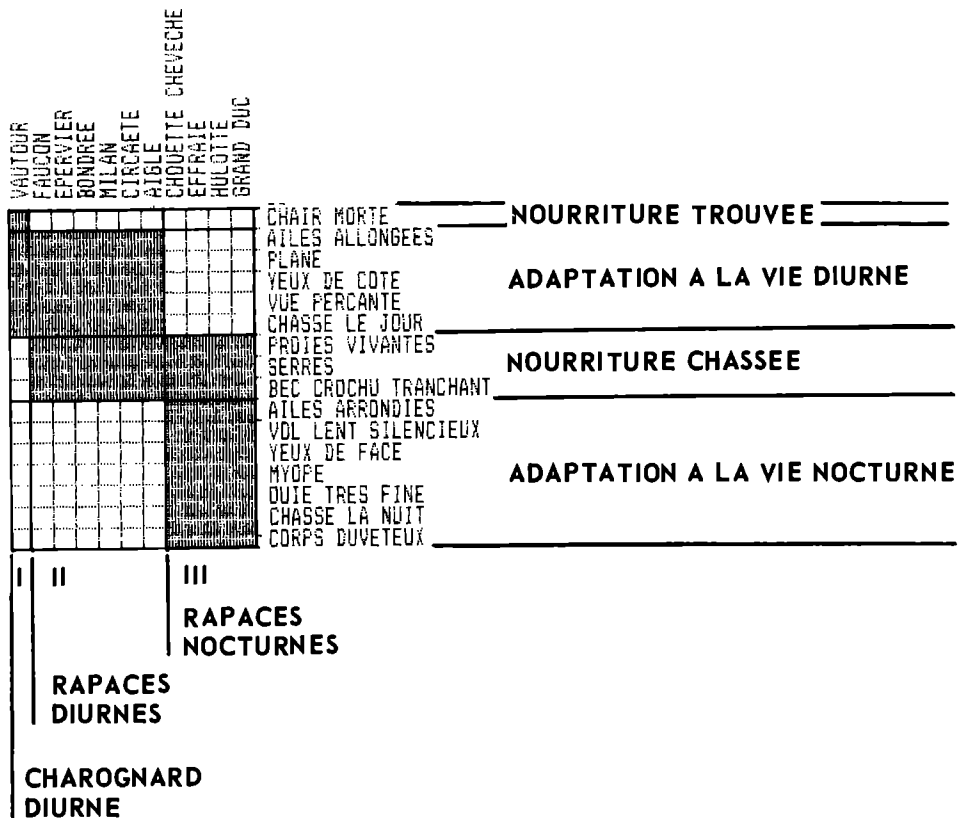 VAUTOUR
FAUCON
EPERVIER
BONDREE
MILAN
CIRCAETE
AIGLE
CHOUETTE CHEVECHE
EFFRAIE
HULOTTE
GRAND DUC
CHAIR MORTE
NOURRITURE TROUVEE
AILES ALLONGEES
PLANE
YEUX DE COTE
VUE PERCANTE
CHASSE LE JOUR
ADAPTATION A LA VIE DIURNE
PROIES VIVANTES
SERRES
BEC CROCHU TRANCHANT
NOURRITURE CHASSEE
AILES ARRONDIES
VOL LENT SILENCIEUX
YEUX DE FACE
MYOPE
OUIE TRES FINE
CHASSE LA NUIT
CORPS DUVETEUX
ADAPTATION A LA VIE NOCTURNE
I II III
RAPACES
NOCTURNES
RAPACES
DIURNES
CHAROGNARD
DIURNE